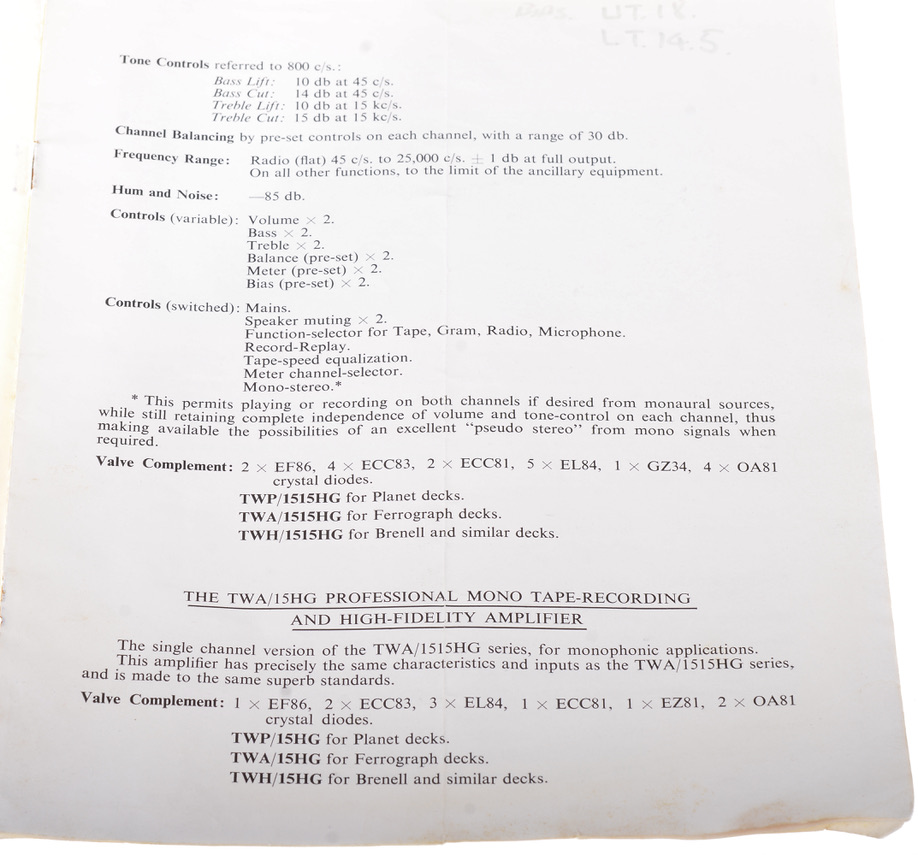 UT. 18.
LT. 14.5.
Tone Controls referred to 800 c/s.:
Bass Lift: 10 db at 45 c/s.
Bass Cut: 14 db at 45 c/s.
Treble Lift: 10 db at 15 kc/s.
Treble Cut: 15 db at 15 kc/s.
Channel Balancing by pre-set controls on each channel, with a range of 30 db.
Frequency Range: Radio (flat) 45 c/s. to 25,000 c/s. ± 1 db at full output.
On all other functions, to the limit of the ancillary equipment.
Hum and Noise: —85 db.
Controls (variable): Volume × 2.
Bass × 2.
Treble × 2.
Balance (pre-set) × 2.
Meter (pre-set) × 2.
Bias (pre-set) × 2.
Controls (switched): Mains.
Speaker muting × 2.
Function-selector for Tape, Gram, Radio, Microphone.
Record-Replay.
Tape-speed equalization.
Meter channel-selector.
Mono-stereo.*
* This permits playing or recording on both channels if desired from monaural sources,
while still retaining complete independence of volume and tone-control on each channel, thus
making available the possibilities of an excellent “pseudo stereo” from mono signals when
required.
Valve Complement: 2 × EF86, 4 × ECC83, 2 × ECC81, 5 × EL84, 1 × GZ34, 4 × OA81
crystal diodes.
TWP/1515HG for Planet decks.
TWA/1515HG for Ferrograph decks.
TWH/1515HG for Brenell and similar decks.
THE TWA/15HG PROFESSIONAL MONO TAPE-RECORDING
AND HIGH-FIDELITY AMPLIFIER
The single channel version of the TWA/1515HG series, for monophonic applications.
This amplifier has precisely the same characteristics and inputs as the TWA/1515HG series,
and is made to the same superb standards.
Valve Complement: 1 × EF86, 2 × ECC83, 3 × EL84, 1 × ECC81, 1 × EZ81, 2 × OA81
crystal diodes.
TWP/15HG for Planet decks.
TWA/15HG for Ferrograph decks.
TWH/15HG for Brenell and similar decks.